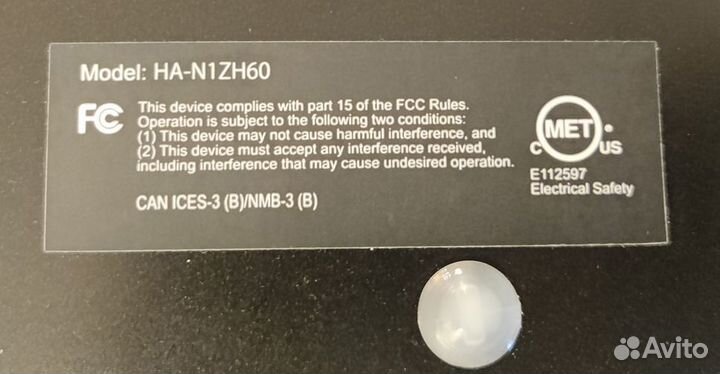 Model: HA-N1ZH60
FC
This device complies with part 15 of the FCC Rules.
Operation is subject to the following two conditions:
(1) This device may not cause harmful interference, and
(2) This device must accept any interference received,
including interference that may cause undesired operation.
CAN ICES-3 (B)/NMB-3 (B)
MET
C US
E112597
Electrical Safety
Avito